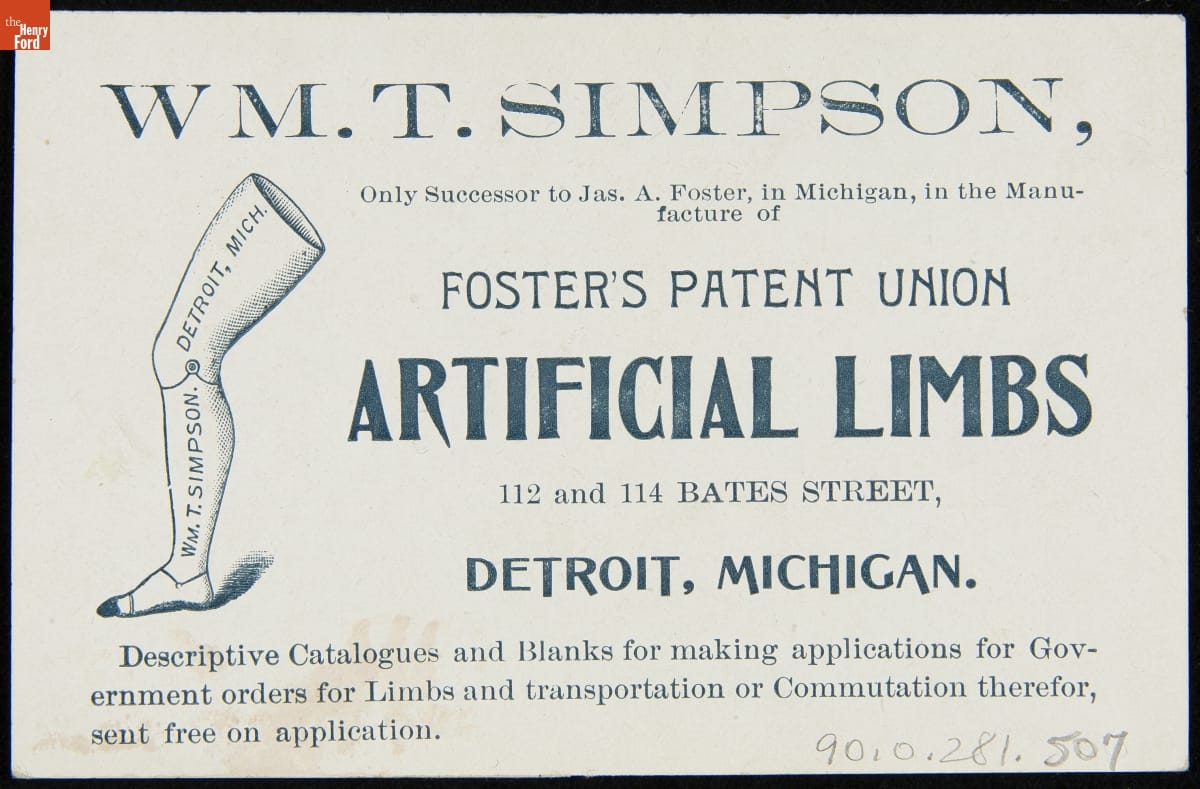 the
Henry
Ford
WM. T. SIMPSON,
Only Successor to Jas. A. Foster, in Michigan, in the Manu-
facture of
FOSTER'S PATENT UNION
ARTIFICIAL LIMBS
112 and 114 BATES STREET,
DETROIT, MICHIGAN.
DETROIT, MICH.
WM. T. SIMPSON.
Descriptive Catalogues and Blanks for making applications for Gov-
ernment orders for Limbs and transportation or Commutation therefor,
sent free on application.
90.0.281.507